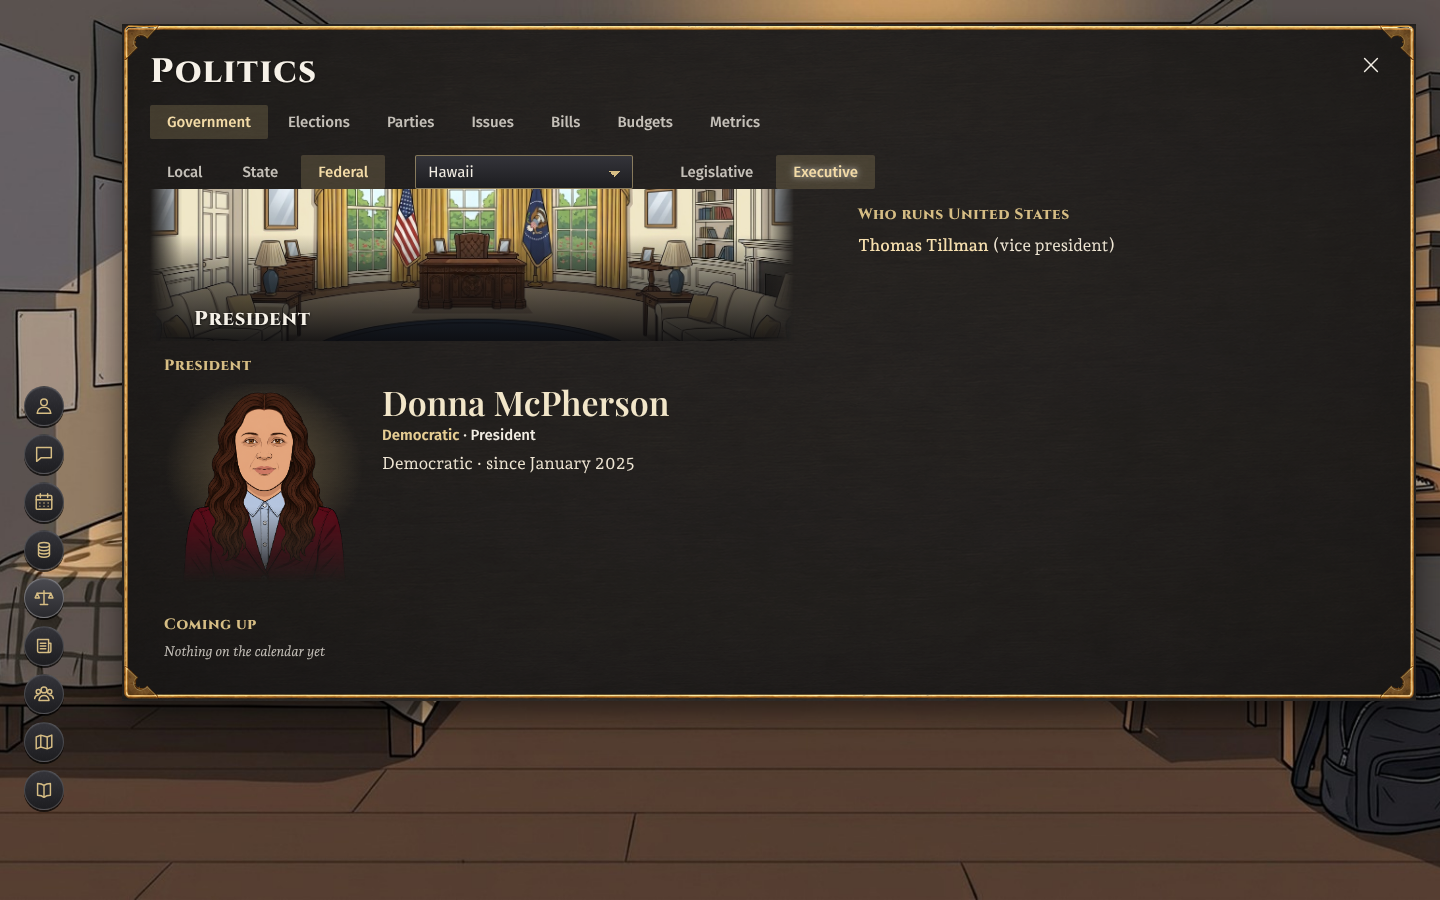 Politics
Government Elections Parties Issues Bills Budgets Metrics
Local State Federal Hawaii Legislative Executive
President
President
Donna McPherson
Democratic · President
Democratic · since January 2025
Coming up
Nothing on the calendar yet
Who runs United States
Thomas Tillman (vice president)